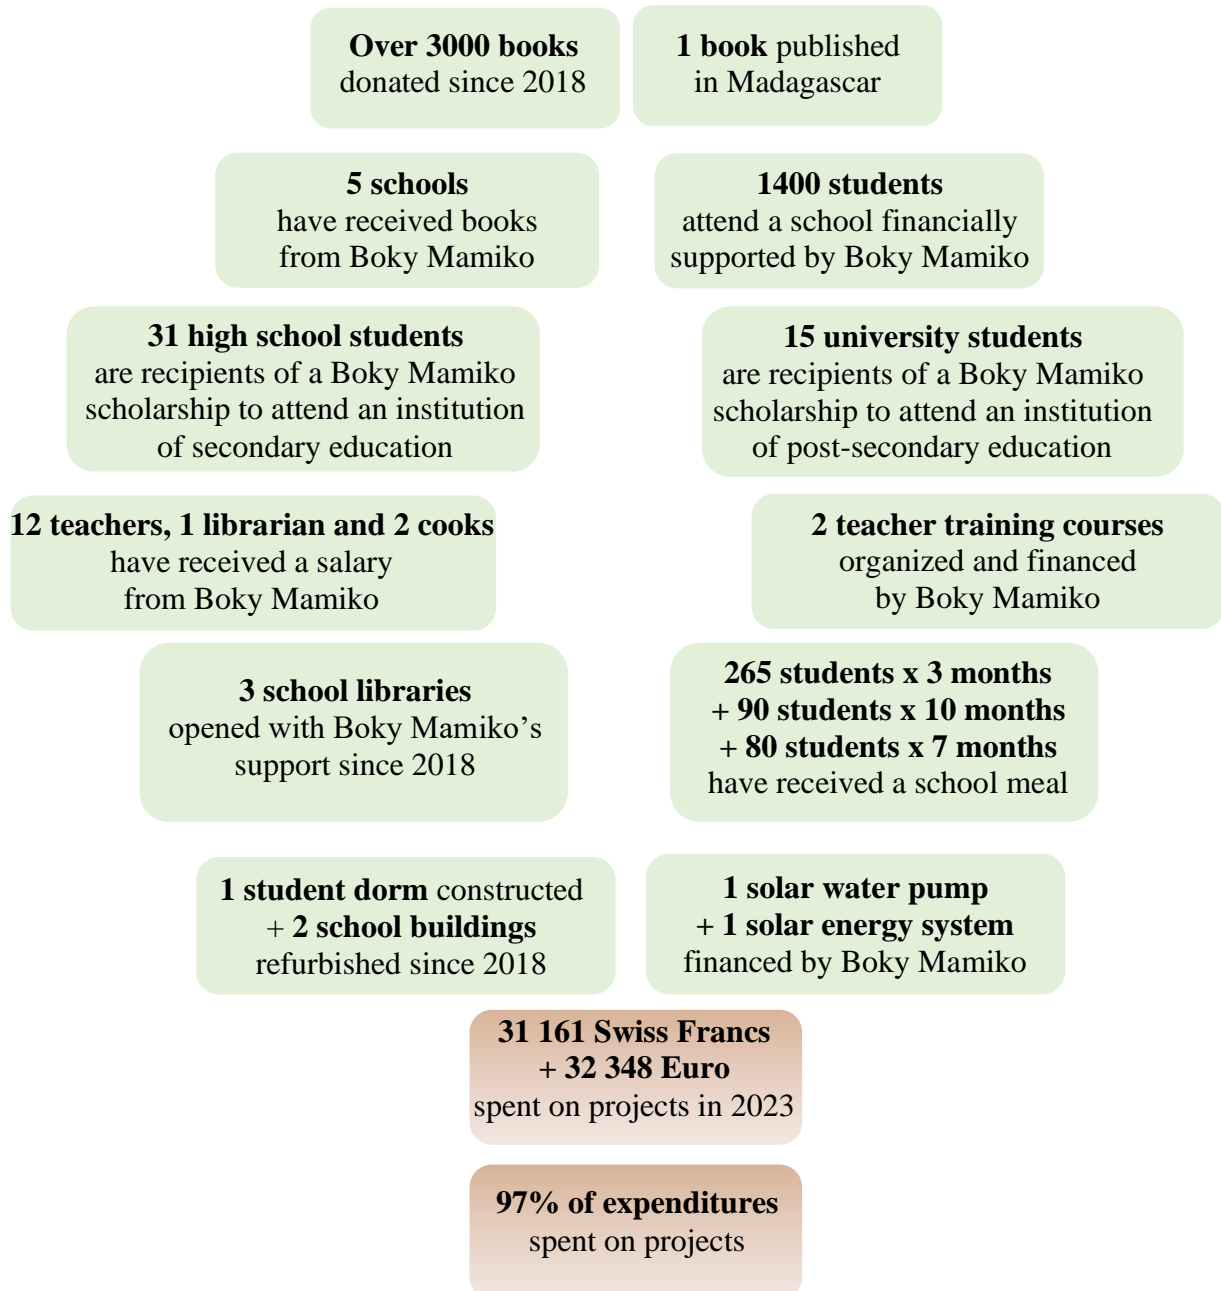 Over 3000 books
donated since 2018
1 book published
in Madagascar
5 schools
have received books
from Boky Mamiko
1400 students
attend a school financially
supported by Boky Mamiko
31 high school students
are recipients of a Boky Mamiko
scholarship to attend an institution
of secondary education
15 university students
are recipients of a Boky Mamiko
scholarship to attend an institution
of post-secondary education
12 teachers, 1 librarian and 2 cooks
have received a salary
from Boky Mamiko
2 teacher training courses
organized and financed
by Boky Mamiko
3 school libraries
opened with Boky Mamiko’s
support since 2018
265 students x 3 months
+ 90 students x 10 months
+ 80 students x 7 months
have received a school meal
1 student dorm constructed
+ 2 school buildings
refurbished since 2018
1 solar water pump
+ 1 solar energy system
financed by Boky Mamiko
31 161 Swiss Francs
+ 32 348 Euro
spent on projects in 2023
97% of expenditures
spent on projects